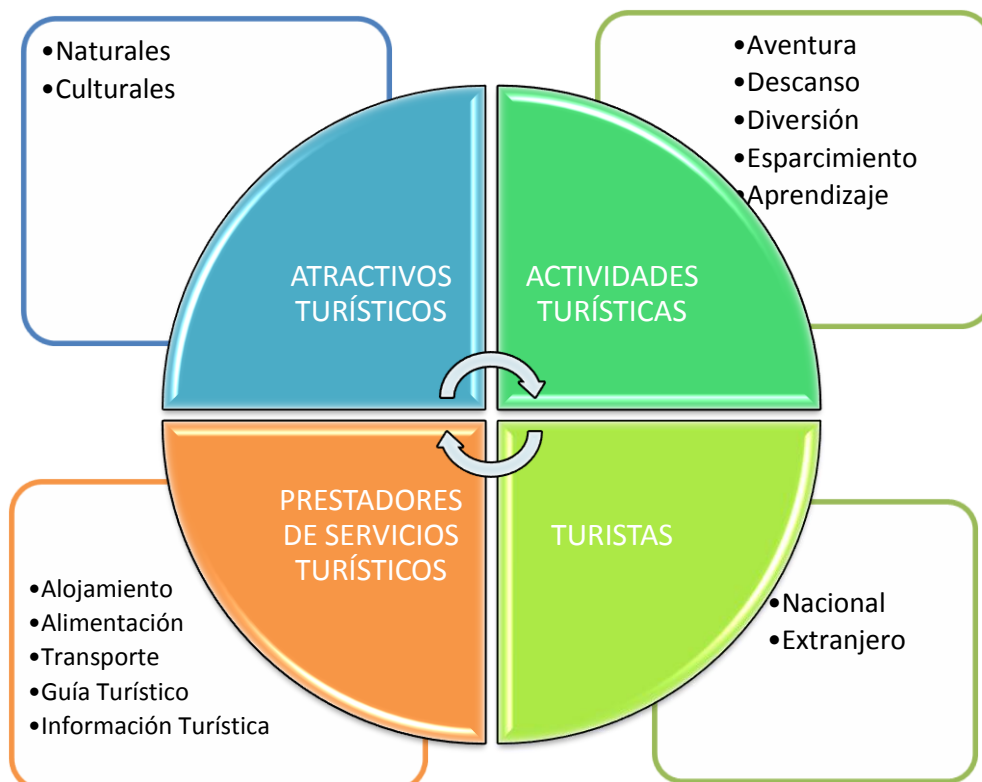 •Naturales
•Culturales
•Aventura
•Descanso
•Diversión
•Esparcimiento
•Aprendizaje
ATRACTIVOS
TURÍSTICOS
ACTIVIDADES
TURÍSTICAS
PRESTADORES
DE SERVICIOS
TURÍSTICOS
TURISTAS
•Alojamiento
•Alimentación
•Transporte
•Guía Turístico
•Información Turística
•Nacional
•Extranjero